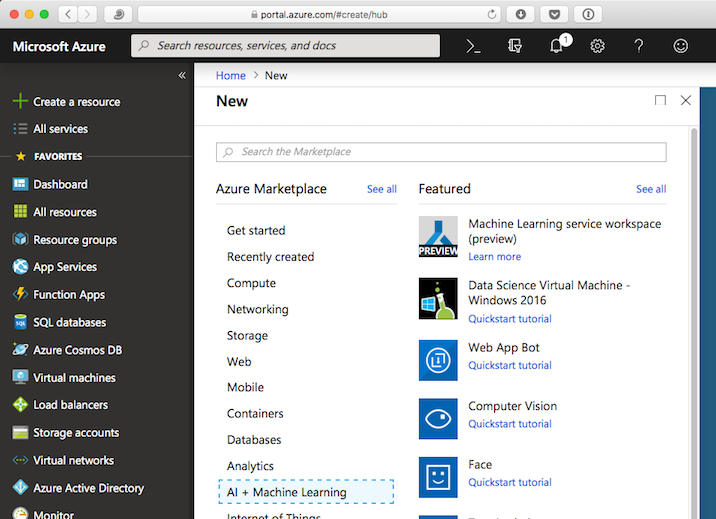 portal.azure.com/#create/hub
Microsoft Azure
Search resources, services, and docs
1
Home > New
Create a resource
All services
FAVORITES
Dashboard
All resources
Resource groups
App Services
Function Apps
SQL
SQL databases
Azure Cosmos DB
Virtual machines
Load balancers
Storage accounts
Virtual networks
Azure Active Directory
Monitor
New
Search the Marketplace
Azure Marketplace
See all
Get started
Recently created
Compute
Networking
Storage
Web
Mobile
Containers
Databases
Analytics
AI + Machine Learning
Internet of Things
Featured
See all
PREVIEW
Machine Learning service workspace
(preview)
Learn more
Data Science Virtual Machine -
Windows 2016
Quickstart tutorial
Web App Bot
Quickstart tutorial
Computer Vision
Quickstart tutorial
Face
Quickstart tutorial